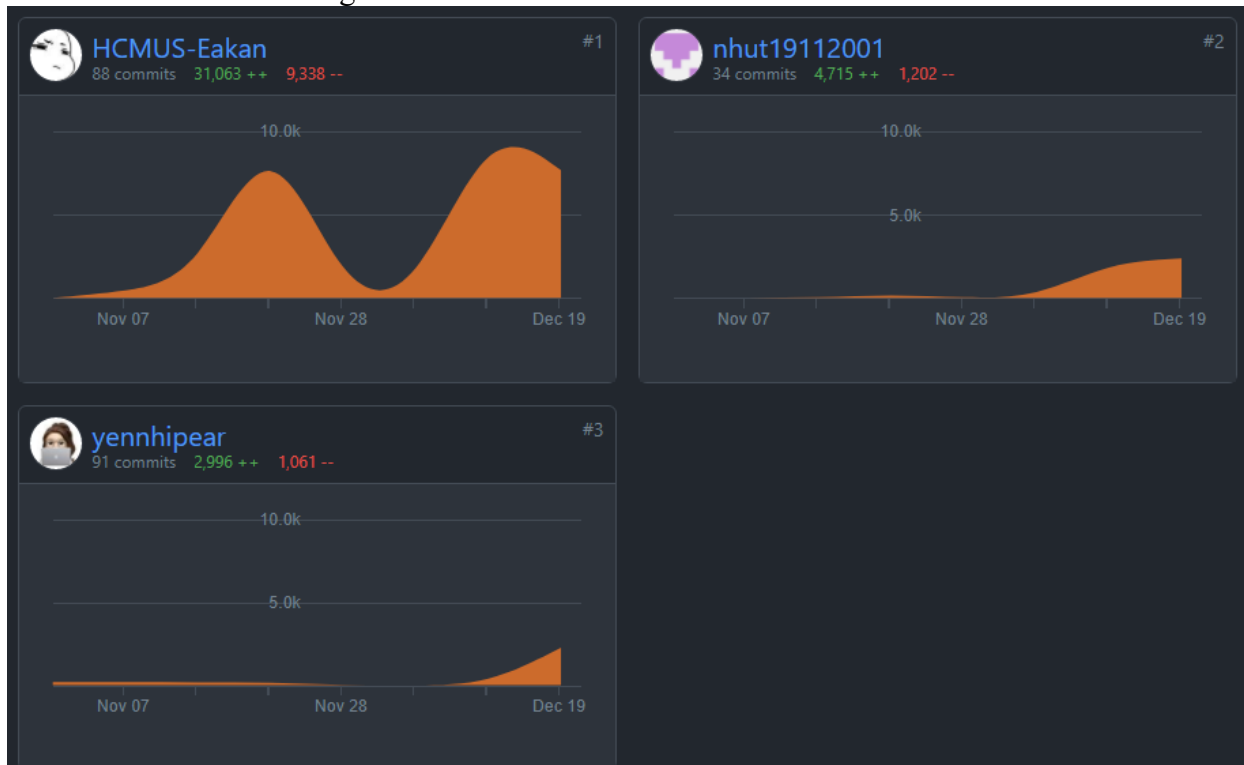 HCMUS-Eakan
#1
88 commits 31,063 ++ 9,338 --
10.0k
Nov 07 Nov 28 Dec 19
nhut19112001
#2
34 commits 4,715 ++ 1,202 --
10.0k
5.0k
Nov 07 Nov 28 Dec 19
yennhipear
#3
91 commits 2,996 ++ 1,061 --
10.0k
5.0k
Nov 07 Nov 28 Dec 19